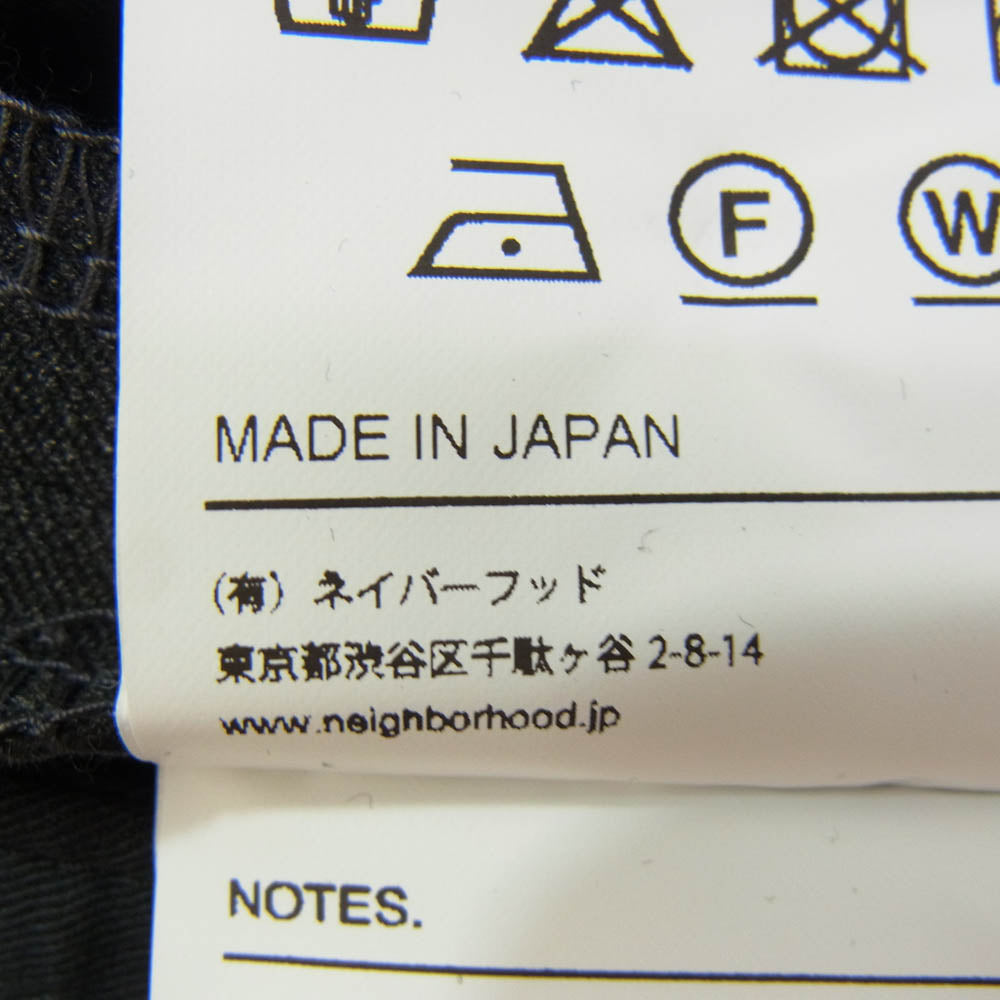 F W
MADE IN JAPAN
(有) ネイバーフッド
東京都渋谷区千駄ヶ谷 2-8-14
www.neighborhood.jp
NOTES.